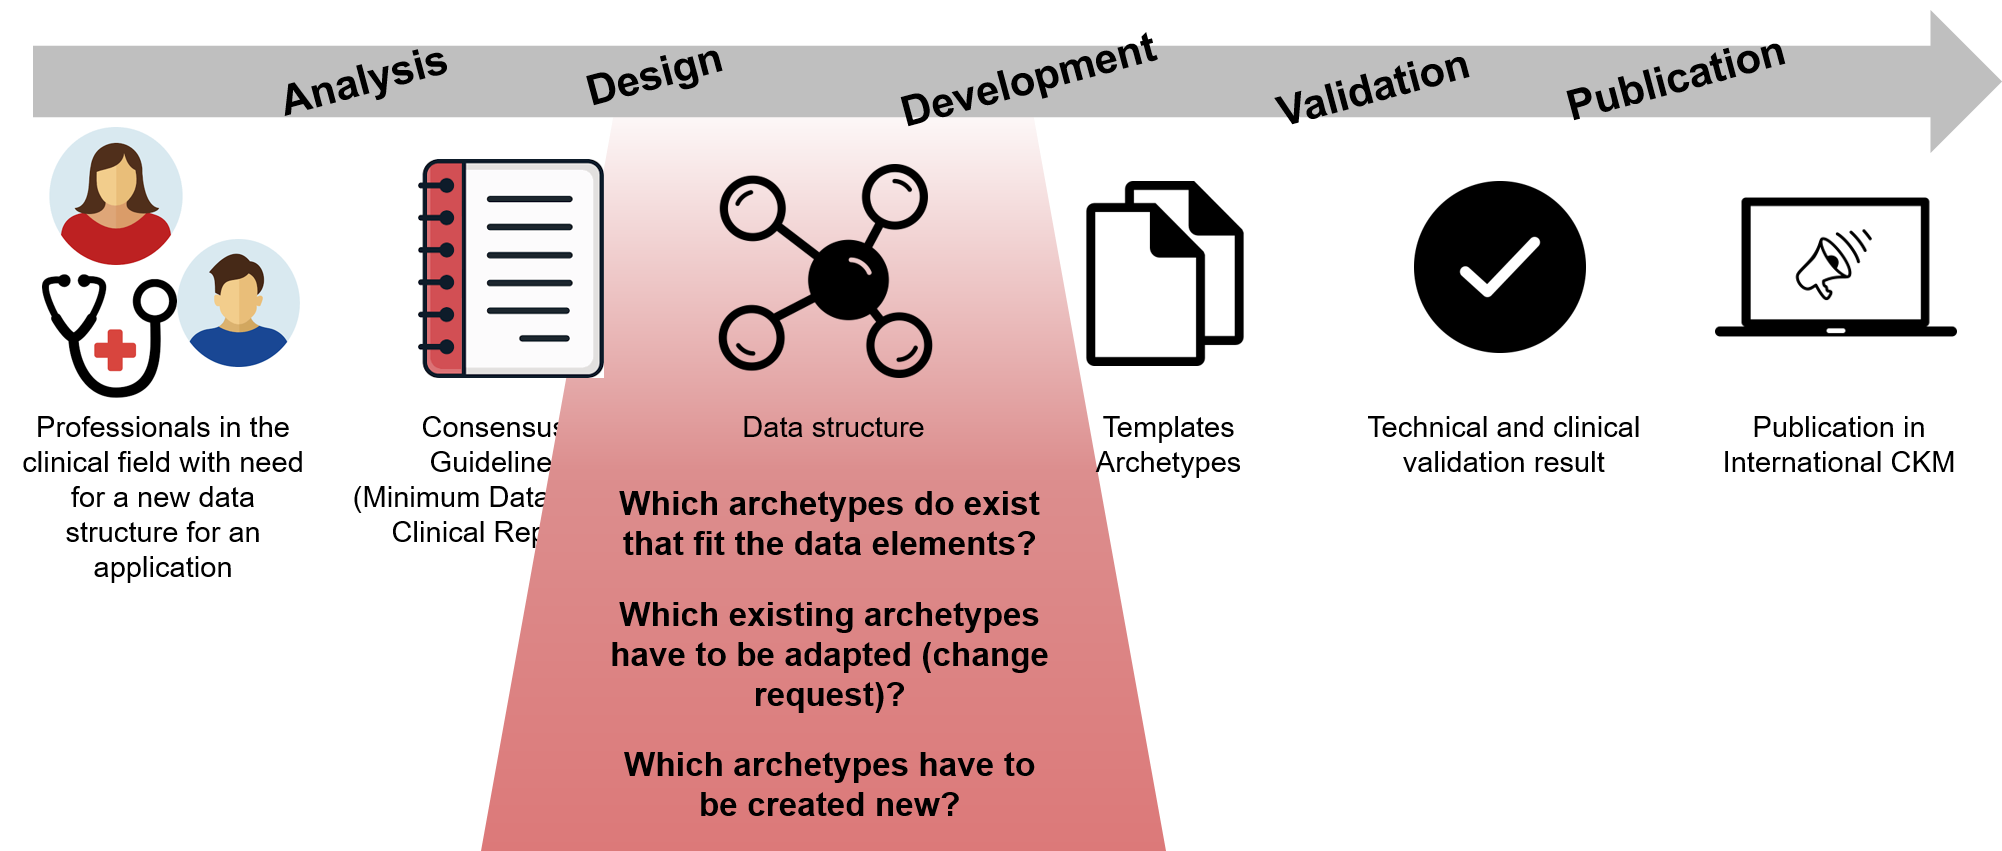 Analysis
Design
Development
Validation
Publication
Professionals in the
clinical field with need
for a new data
structure for an
application
Consensus
Guideline
(Minimum Data
Clinical
Data structure
Which archetypes do exist
that fit the data elements?
Which existing archetypes
have to be adapted (change
request)?
Which archetypes have to
be created new?
Templates
Archetypes
Technical and clinical
validation result
Publication in
International CKM